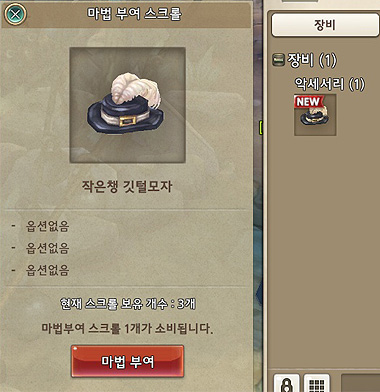 마법 부여 스크롤
작은챙 깃털모자
- 옵션없음
- 옵션없음
- 옵션없음
현재 스크롤 보유 개수 : 3개
마법부여 스크롤 1개가 소비됩니다.
마법 부여
장비
장비 (1)
악세서리 (1)
NEW